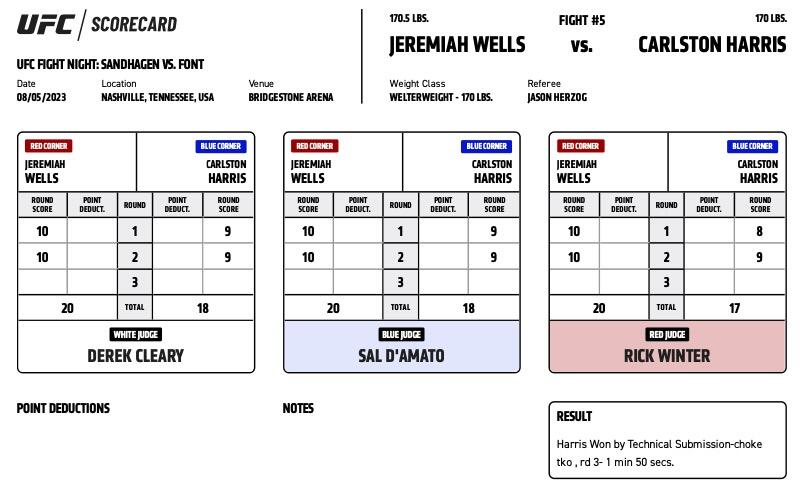 UFC / SCORECARD
UFC FIGHT NIGHT: SANDHAGEN VS. FONT
Date Location Venue
08/05/2023 NASHVILLE, TENNESSEE, USA BRIDGESTONE ARENA
170.5 LBS. FIGHT #5 170 LBS.
JEREMIAH WELLS VS. CARLSTON HARRIS
Weight Class Referee
WELTERWEIGHT - 170 LBS. JASON HERZOG
RED CORNER BLUE CORNER
JEREMIAH CARLSTON
WELLS HARRIS
ROUND POINT ROUND POINT ROUND
SCORE DEDUCT. DEDUCT. SCORE
10 1 9
10 2 9
3
20 TOTAL 18
WHITE JUDGE
DEREK CLEARY
RED CORNER BLUE CORNER
JEREMIAH CARLSTON
WELLS HARRIS
ROUND POINT ROUND POINT ROUND
SCORE DEDUCT. DEDUCT. SCORE
10 1 9
10 2 9
3
20 TOTAL 18
BLUE JUDGE
SAL D'AMATO
RED CORNER BLUE CORNER
JEREMIAH CARLSTON
WELLS HARRIS
ROUND POINT ROUND POINT ROUND
SCORE DEDUCT. DEDUCT. SCORE
10 1 8
10 2 9
3
20 TOTAL 17
RED JUDGE
RICK WINTER
POINT DEDUCTIONS
NOTES
RESULT
Harris Won by Technical Submission-choke
tko , rd 3- 1 min 50 secs.